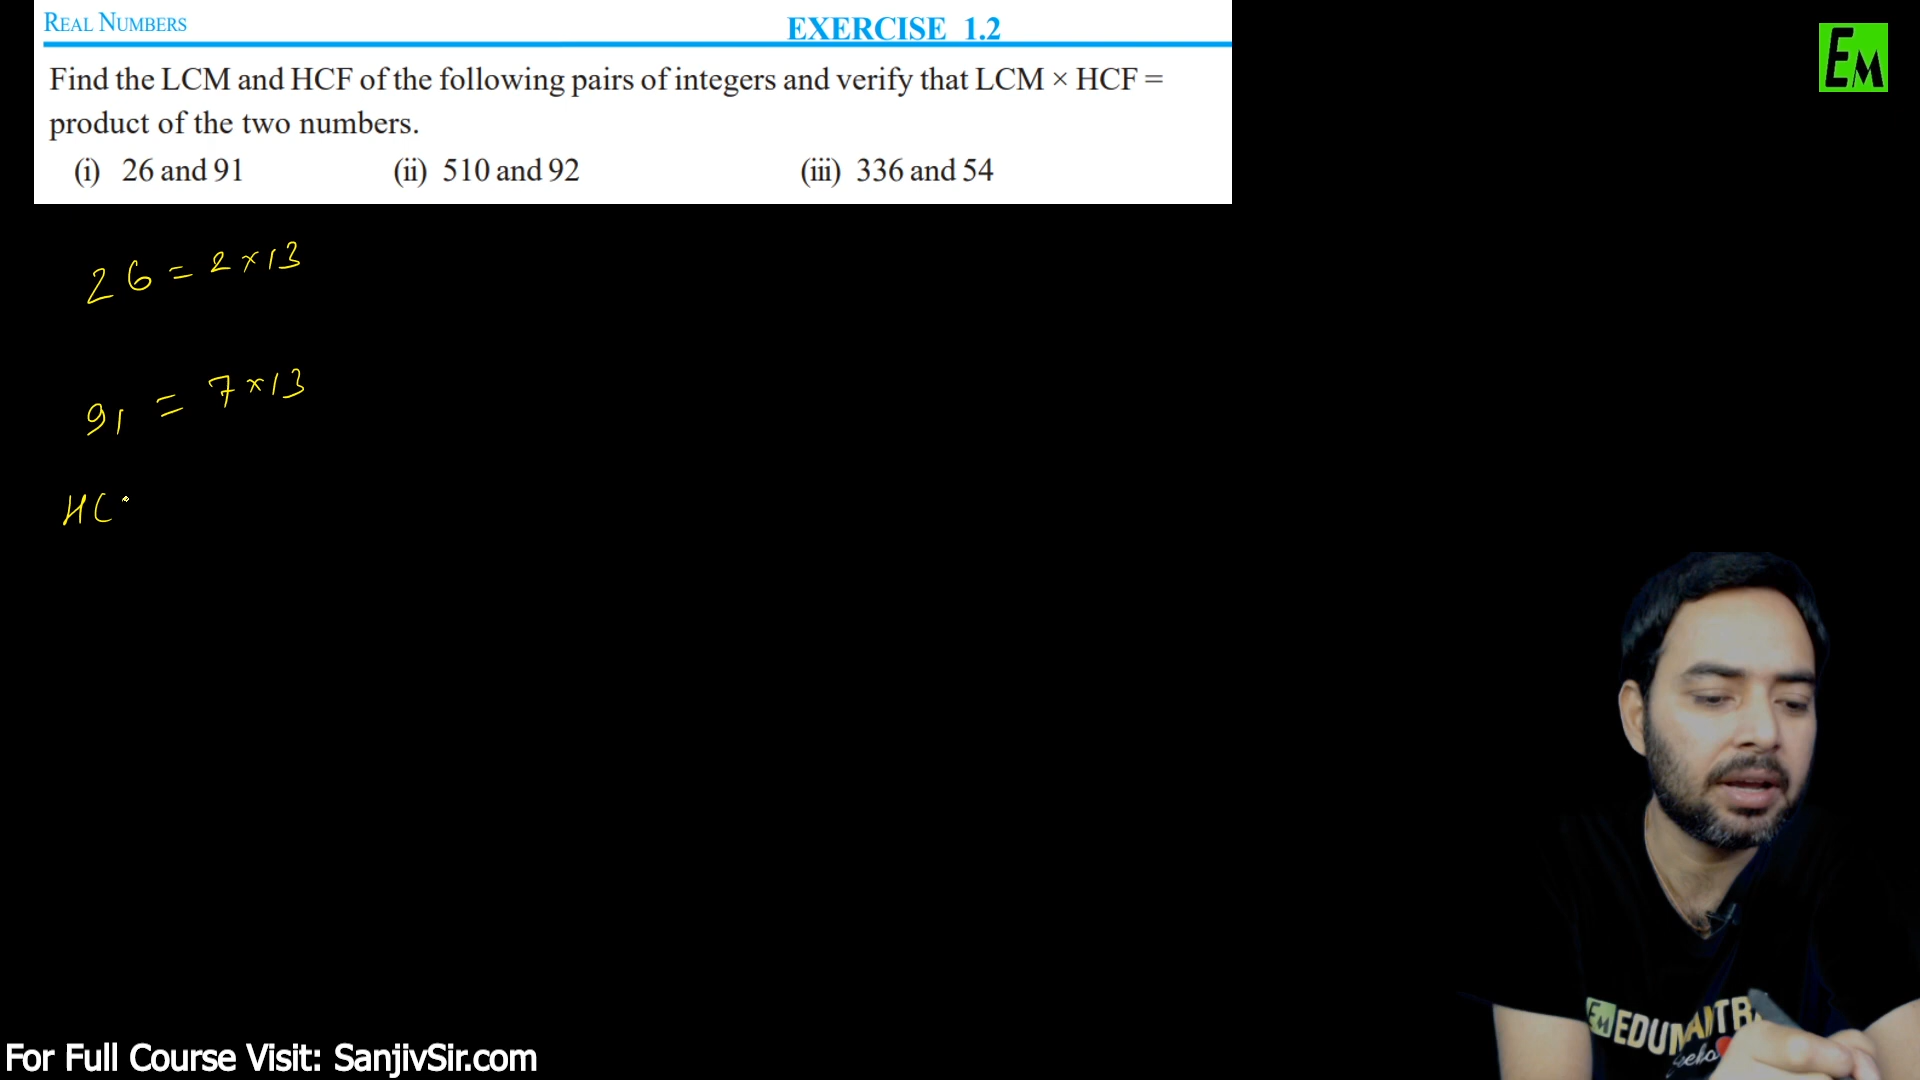 REAL NUMBERS
EXERCISE 1.2
EM
Find the LCM and HCF of the following pairs of integers and verify that LCM × HCF =
product of the two numbers.
(i) 26 and 91 (ii) 510 and 92 (iii) 336 and 54
26 = 2 × 13
91 = 7 × 13
HC
EM EDUMANTRA
For Full Course Visit: SanjivSir.com